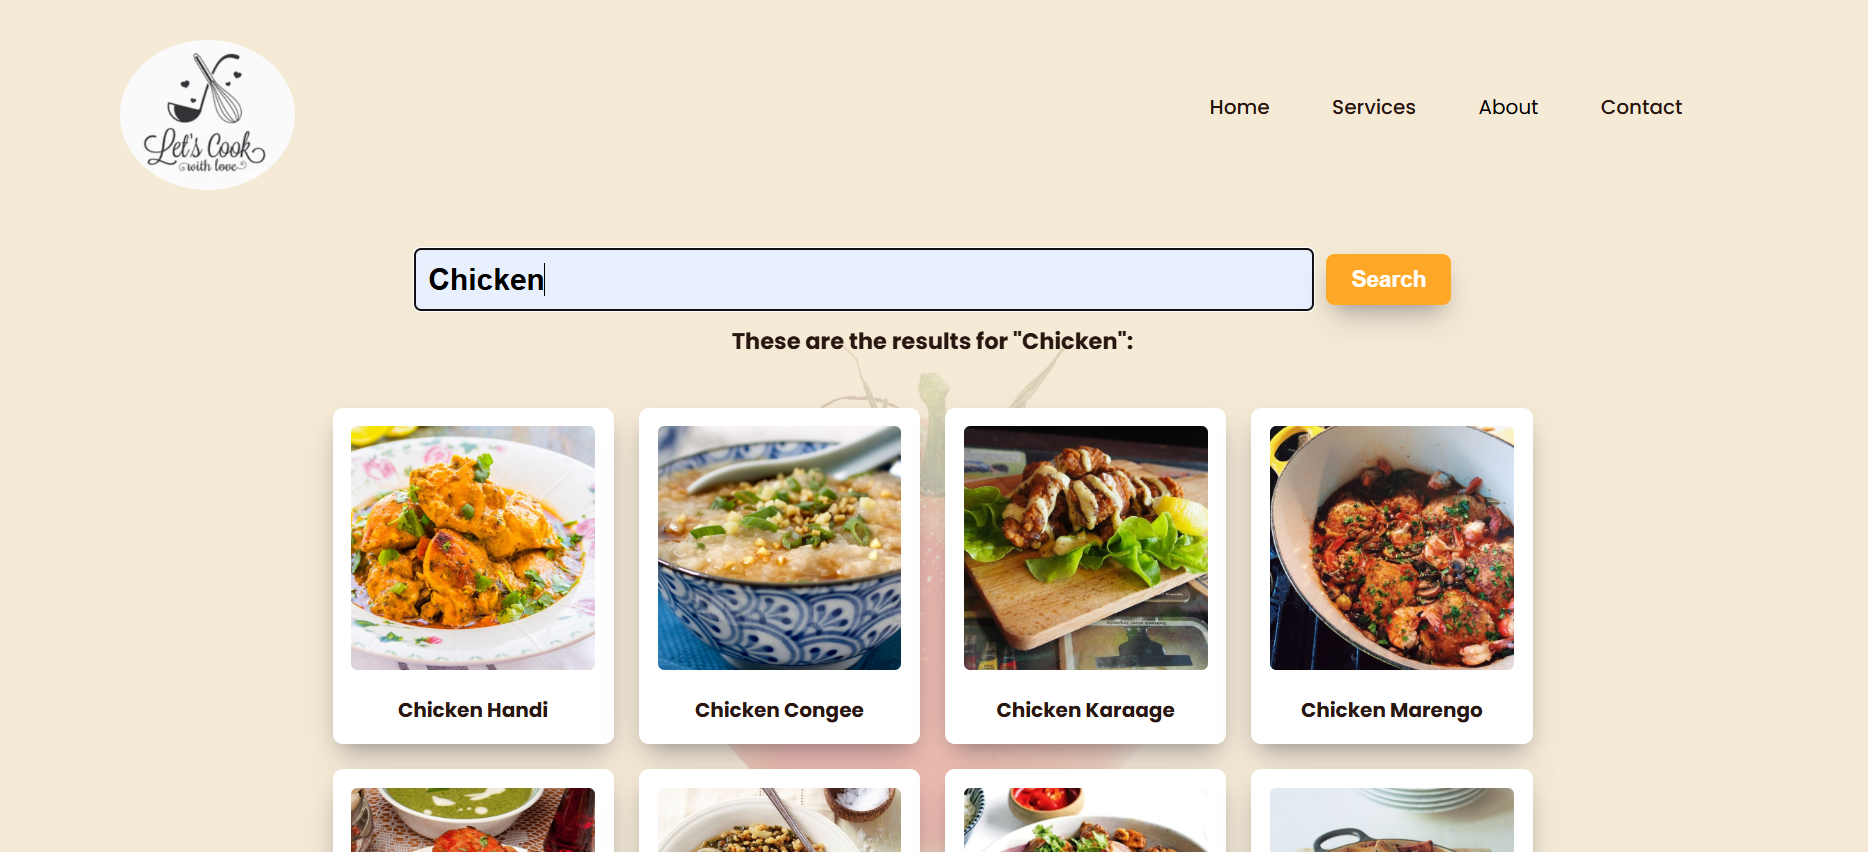 Let's Cook
with love
Home
Services
About
Contact
Chicken
Search
These are the results for "Chicken":
Chicken Handi
Chicken Congee
Chicken Karaage
Chicken Marengo